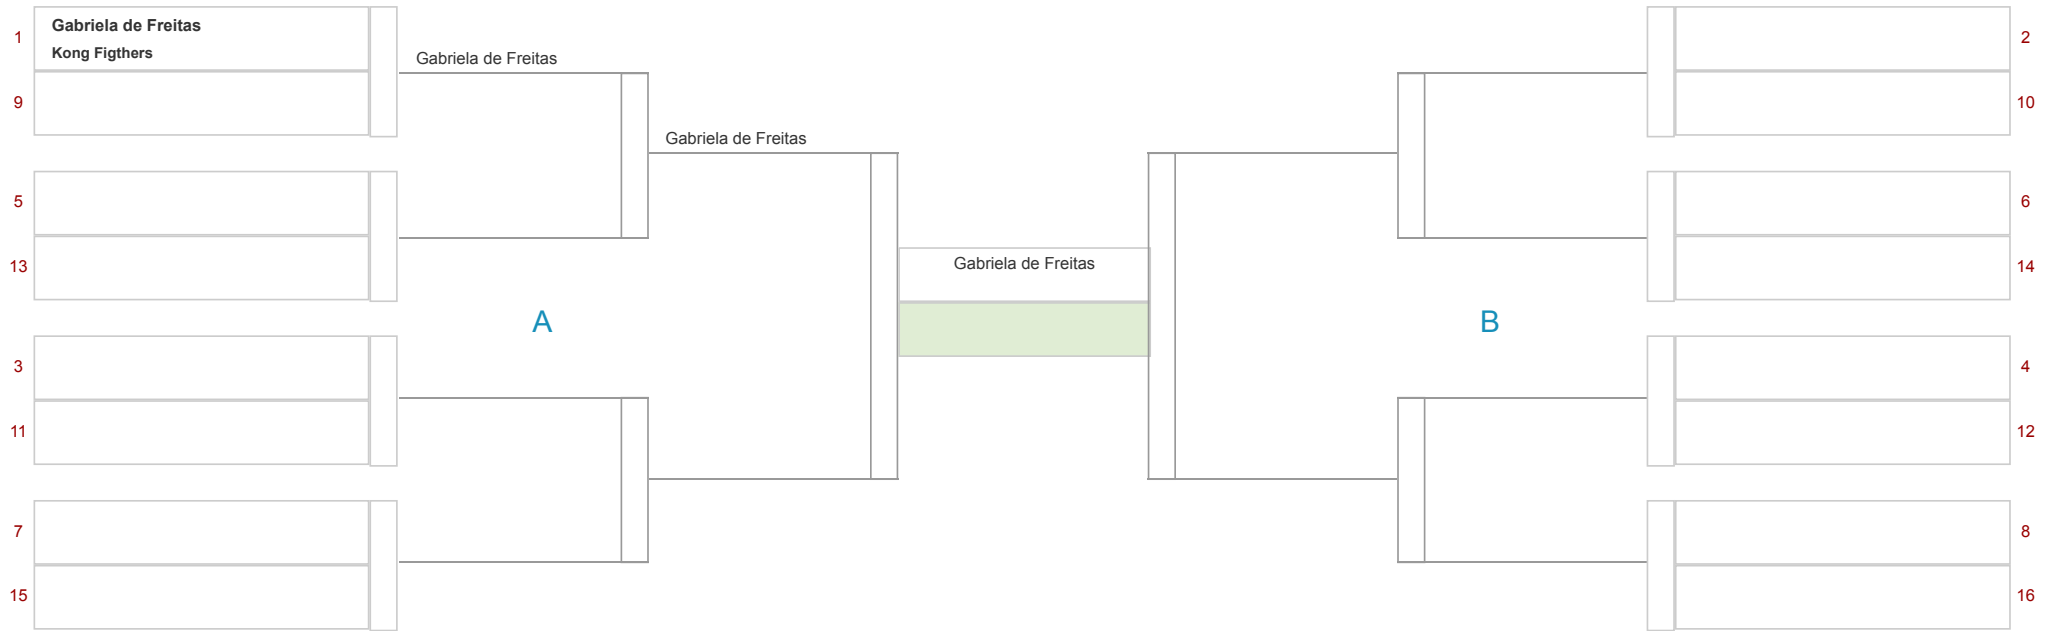 1
Gabriela de Freitas
Kong Figthers
9
5
13
3
11
7
15
Gabriela de Freitas
Gabriela de Freitas
A
Gabriela de Freitas
B
2
10
6
14
4
12
8
16